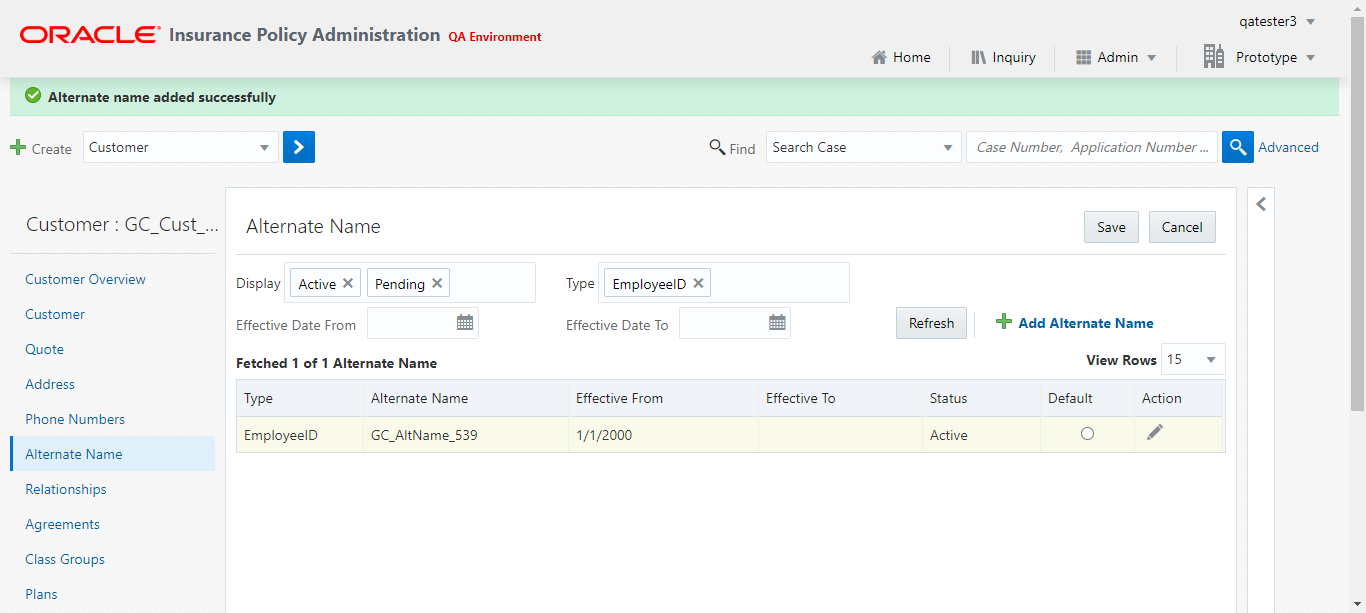 ORACLE Insurance Policy Administration QA Environment
qatester3
Home Inquiry Admin Prototype
Alternate name added successfully
Create Customer
Find Search Case Case Number, Application Number ... Advanced
Customer : GC_Cust_...
Customer Overview
Customer
Quote
Address
Phone Numbers
Alternate Name
Relationships
Agreements
Class Groups
Plans
Alternate Name
Save Cancel
Display Active Pending Type EmployeeID
Effective Date From Effective Date To Refresh Add Alternate Name
Fetched 1 of 1 Alternate Name View Rows 15
Type Alternate Name Effective From Effective To Status Default Action
EmployeeID GC_AltName_539 1/1/2000 Active